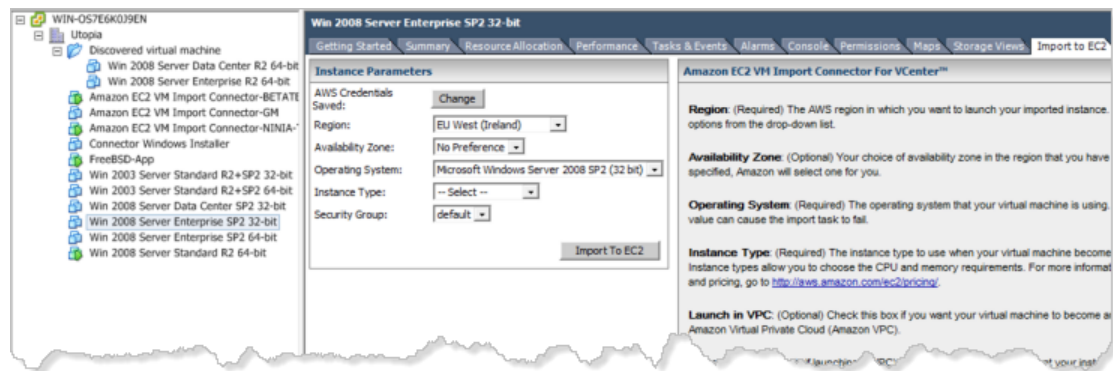 WIN-OS7E6K0J9EN
Utopia
Discovered virtual machine
Win 2008 Server Data Center R2 64-bit
Win 2008 Server Enterprise R2 64-bit
Amazon EC2 VM Import Connector-BETATE
Amazon EC2 VM Import Connector-GM
Amazon EC2 VM Import Connector-NINIA-
Connector Windows Installer
FreeBSD-App
Win 2003 Server Standard R2+SP2 32-bit
Win 2003 Server Standard R2+SP2 64-bit
Win 2008 Server Data Center SP2 32-bit
Win 2008 Server Enterprise SP2 32-bit
Win 2008 Server Enterprise SP2 64-bit
Win 2008 Server Standard R2 64-bit
Win 2008 Server Enterprise SP2 32-bit
Getting Started Summary Resource Allocation Performance Tasks & Events Alarms Console Permissions Maps Storage Views Import to EC2
Instance Parameters
AWS Credentials
Saved: Change
Region: EU West (Ireland)
Availability Zone: No Preference
Operating System: Microsoft Windows Server 2008 SP2 (32 bit)
Instance Type: -- Select --
Security Group: default
Import To EC2
Amazon EC2 VM Import Connector For VCenter™
Region: (Required) The AWS region in which you want to launch your imported instance.
options from the drop-down list.
Availability Zone: (Optional) Your choice of availability zone in the region that you have
specified, Amazon will select one for you.
Operating System: (Required) The operating system that your virtual machine is using.
value can cause the import task to fail.
Instance Type: (Required) The instance type to use when your virtual machine become
Instance types allow you to choose the CPU and memory requirements. For more informat
and pricing, go to http://aws.amazon.com/ec2/pricing/.
Launch in VPC: (Optional) Check this box if you want your virtual machine to become a
Amazon Virtual Private Cloud (Amazon VPC).